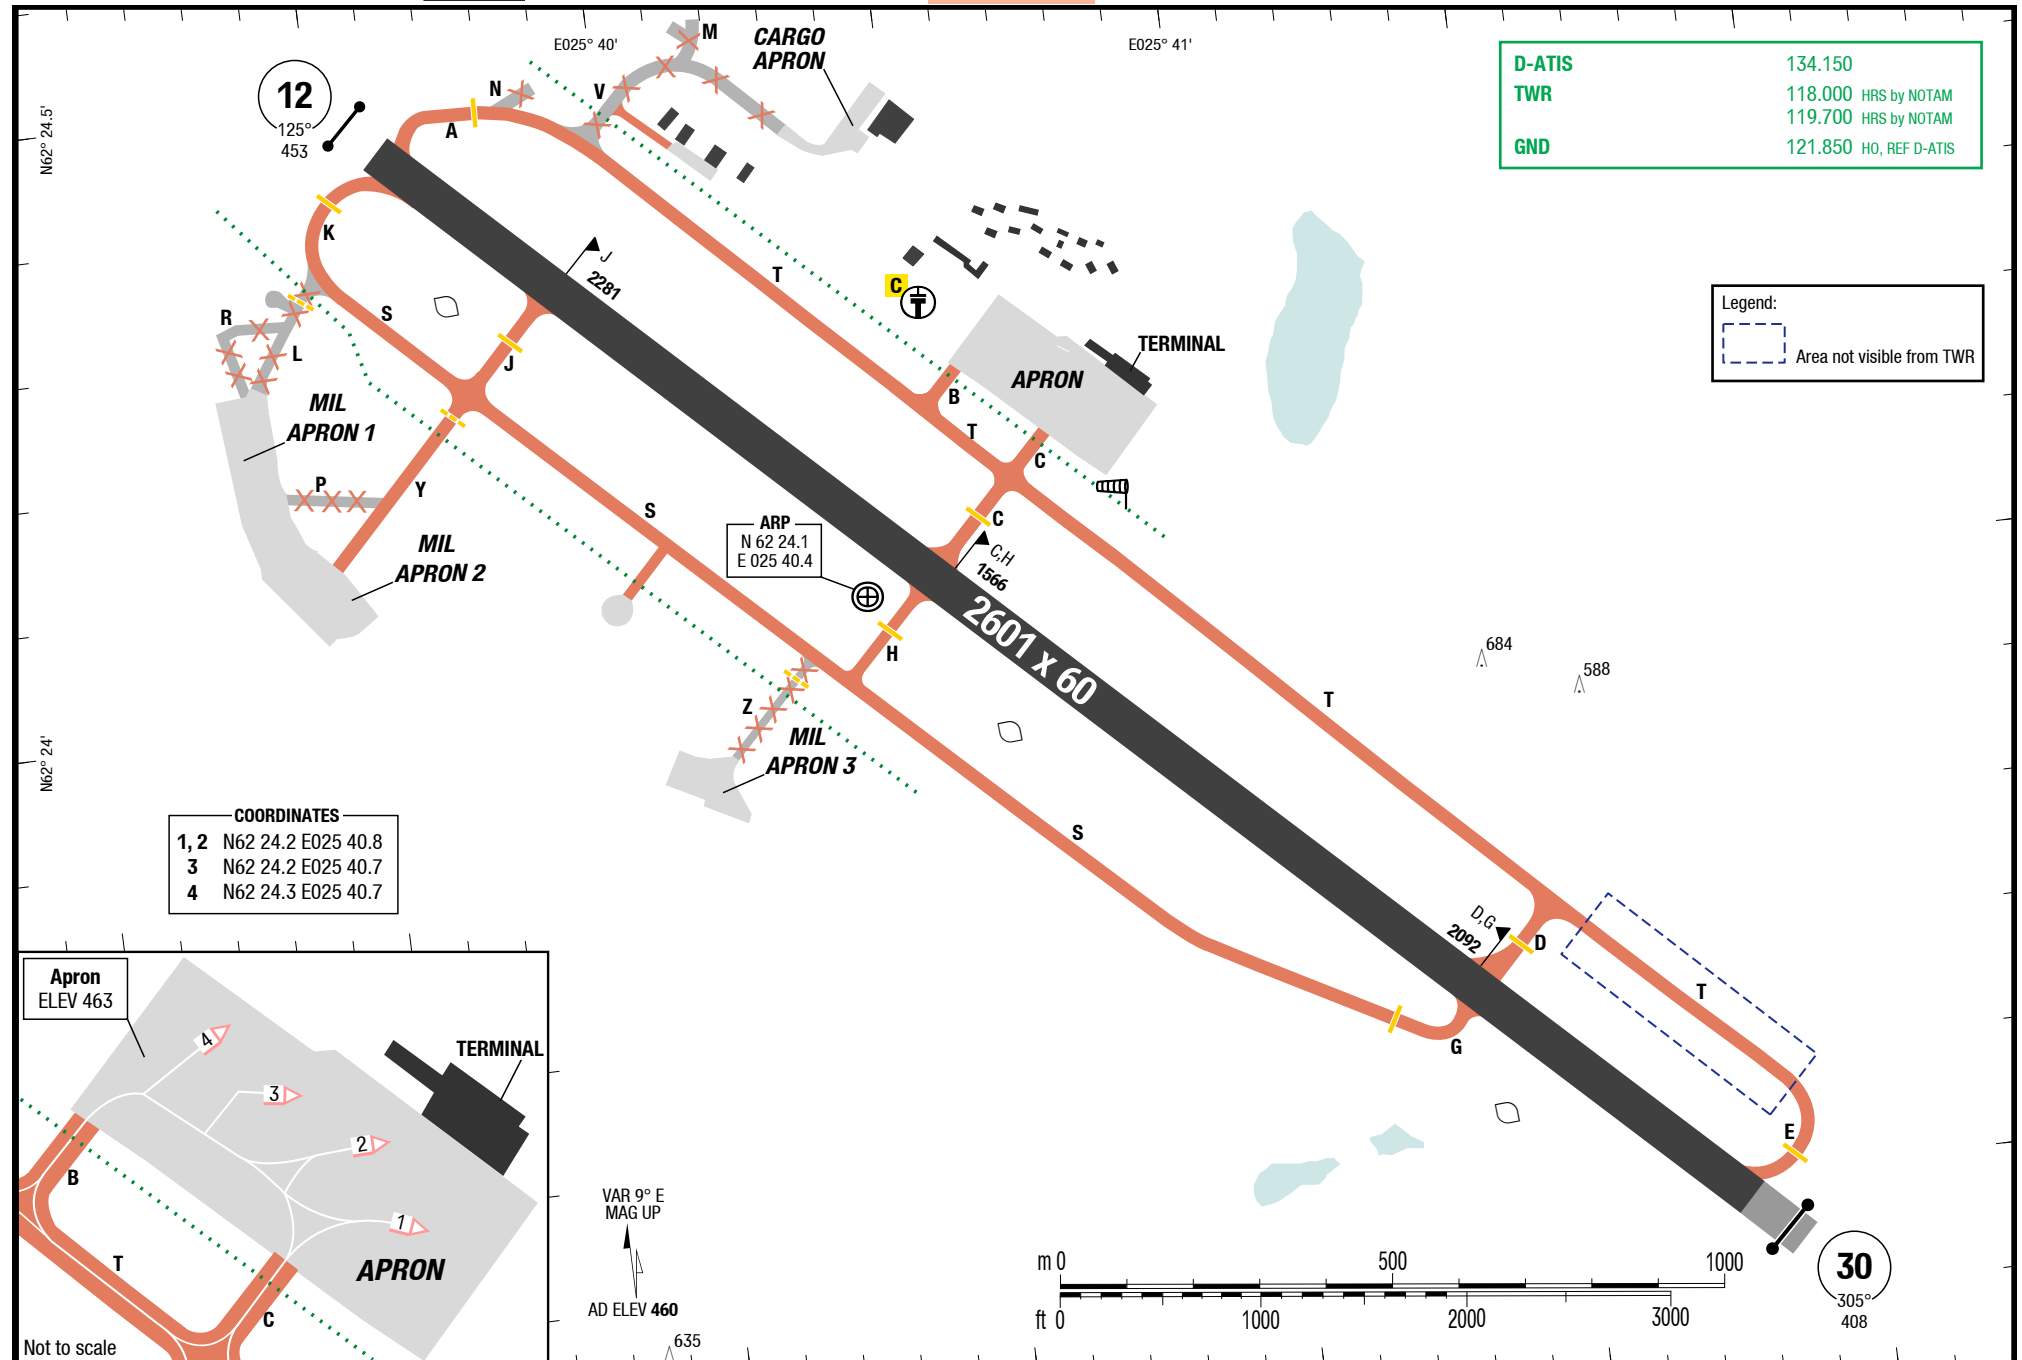 E025° 40'
E025° 41'
M
CARGO
APRON
D-ATIS 134.150
TWR 118.000 HRS by NOTAM
119.700 HRS by NOTAM
GND 121.850 HO, REF D-ATIS
12
125°
453
N
V
A
N62° 24.5'
K
J
2281
T
C
R
S
L
J
TERMINAL
APRON
Legend:
Area not visible from TWR
B
MIL
APRON 1
T
C
P
Y
S
C
ARP
N 62 24.1
E 025 40.4
MIL
APRON 2
C,H
1566
2601 x 60
H
684
588
T
Z
MIL
APRON 3
N62° 24'
COORDINATES
1, 2 N62 24.2 E025 40.8
3 N62 24.2 E025 40.7
4 N62 24.3 E025 40.7
S
D,G
2092
D
T
G
E
Apron
ELEV 463
4
TERMINAL
3
2
B
1
T
APRON
C
Not to scale
VAR 9° E
MAG UP
AD ELEV 460
635
m 0 500 1000
ft 0 1000 2000 3000
30
305°
408